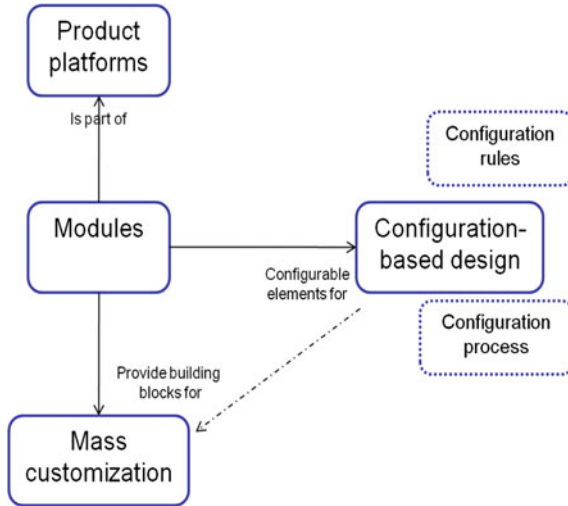 Product
platforms
Is part of
Configuration
rules
Modules
Configuration-
based design
Configurable
elements for
Configuration
process
Provide building
blocks for
Mass
customization